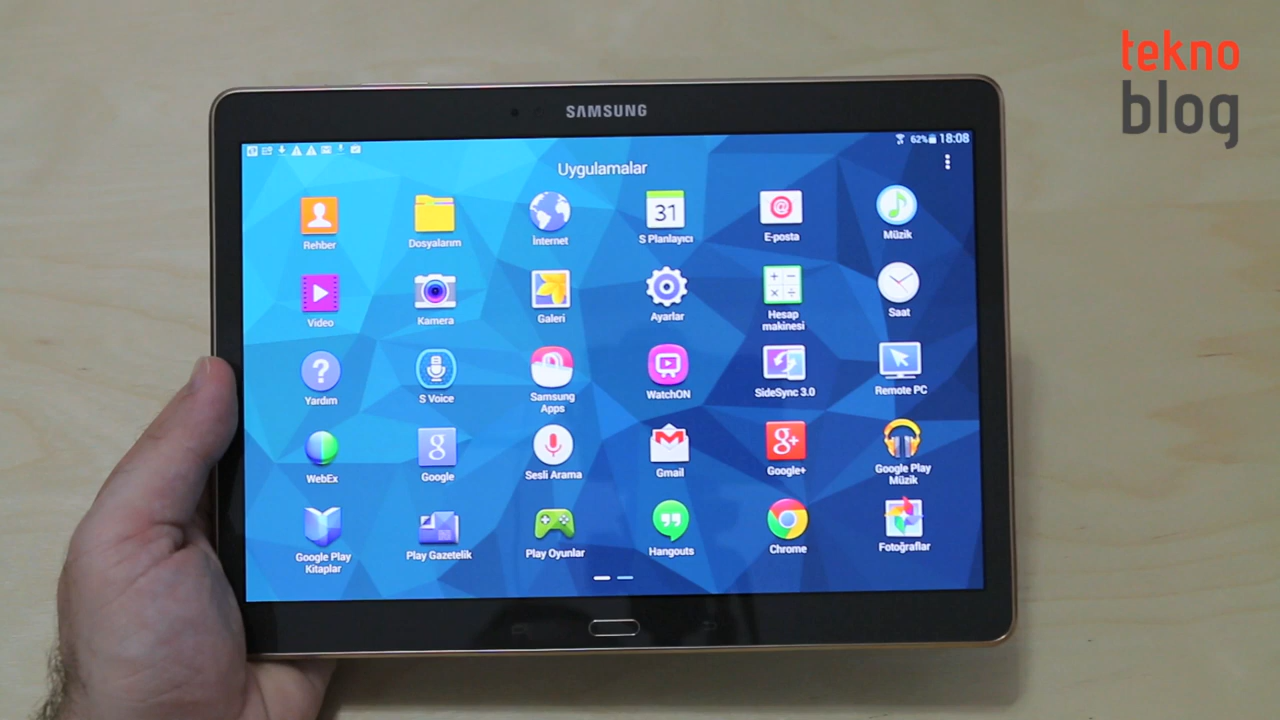 tekno
blog
SAMSUNG
62% 18:08
Uygulamalar
Rehber
Dosyalarım
İnternet
31
S Planlayıcı
@
E-posta
Müzik
Video
Kamera
Galeri
Ayarlar
+ − × ÷
Hesap
makinesi
Saat
?
Yardım
S Voice
Samsung
Apps
WatchON
SideSync 3.0
Remote PC
WebEx
g
Google
Sesli Arama
M
Gmail
g+
Google+
Google Play
Müzik
Google Play
Kitaplar
Play Gazetelik
Play Oyunlar
Hangouts
Chrome
Fotoğraflar